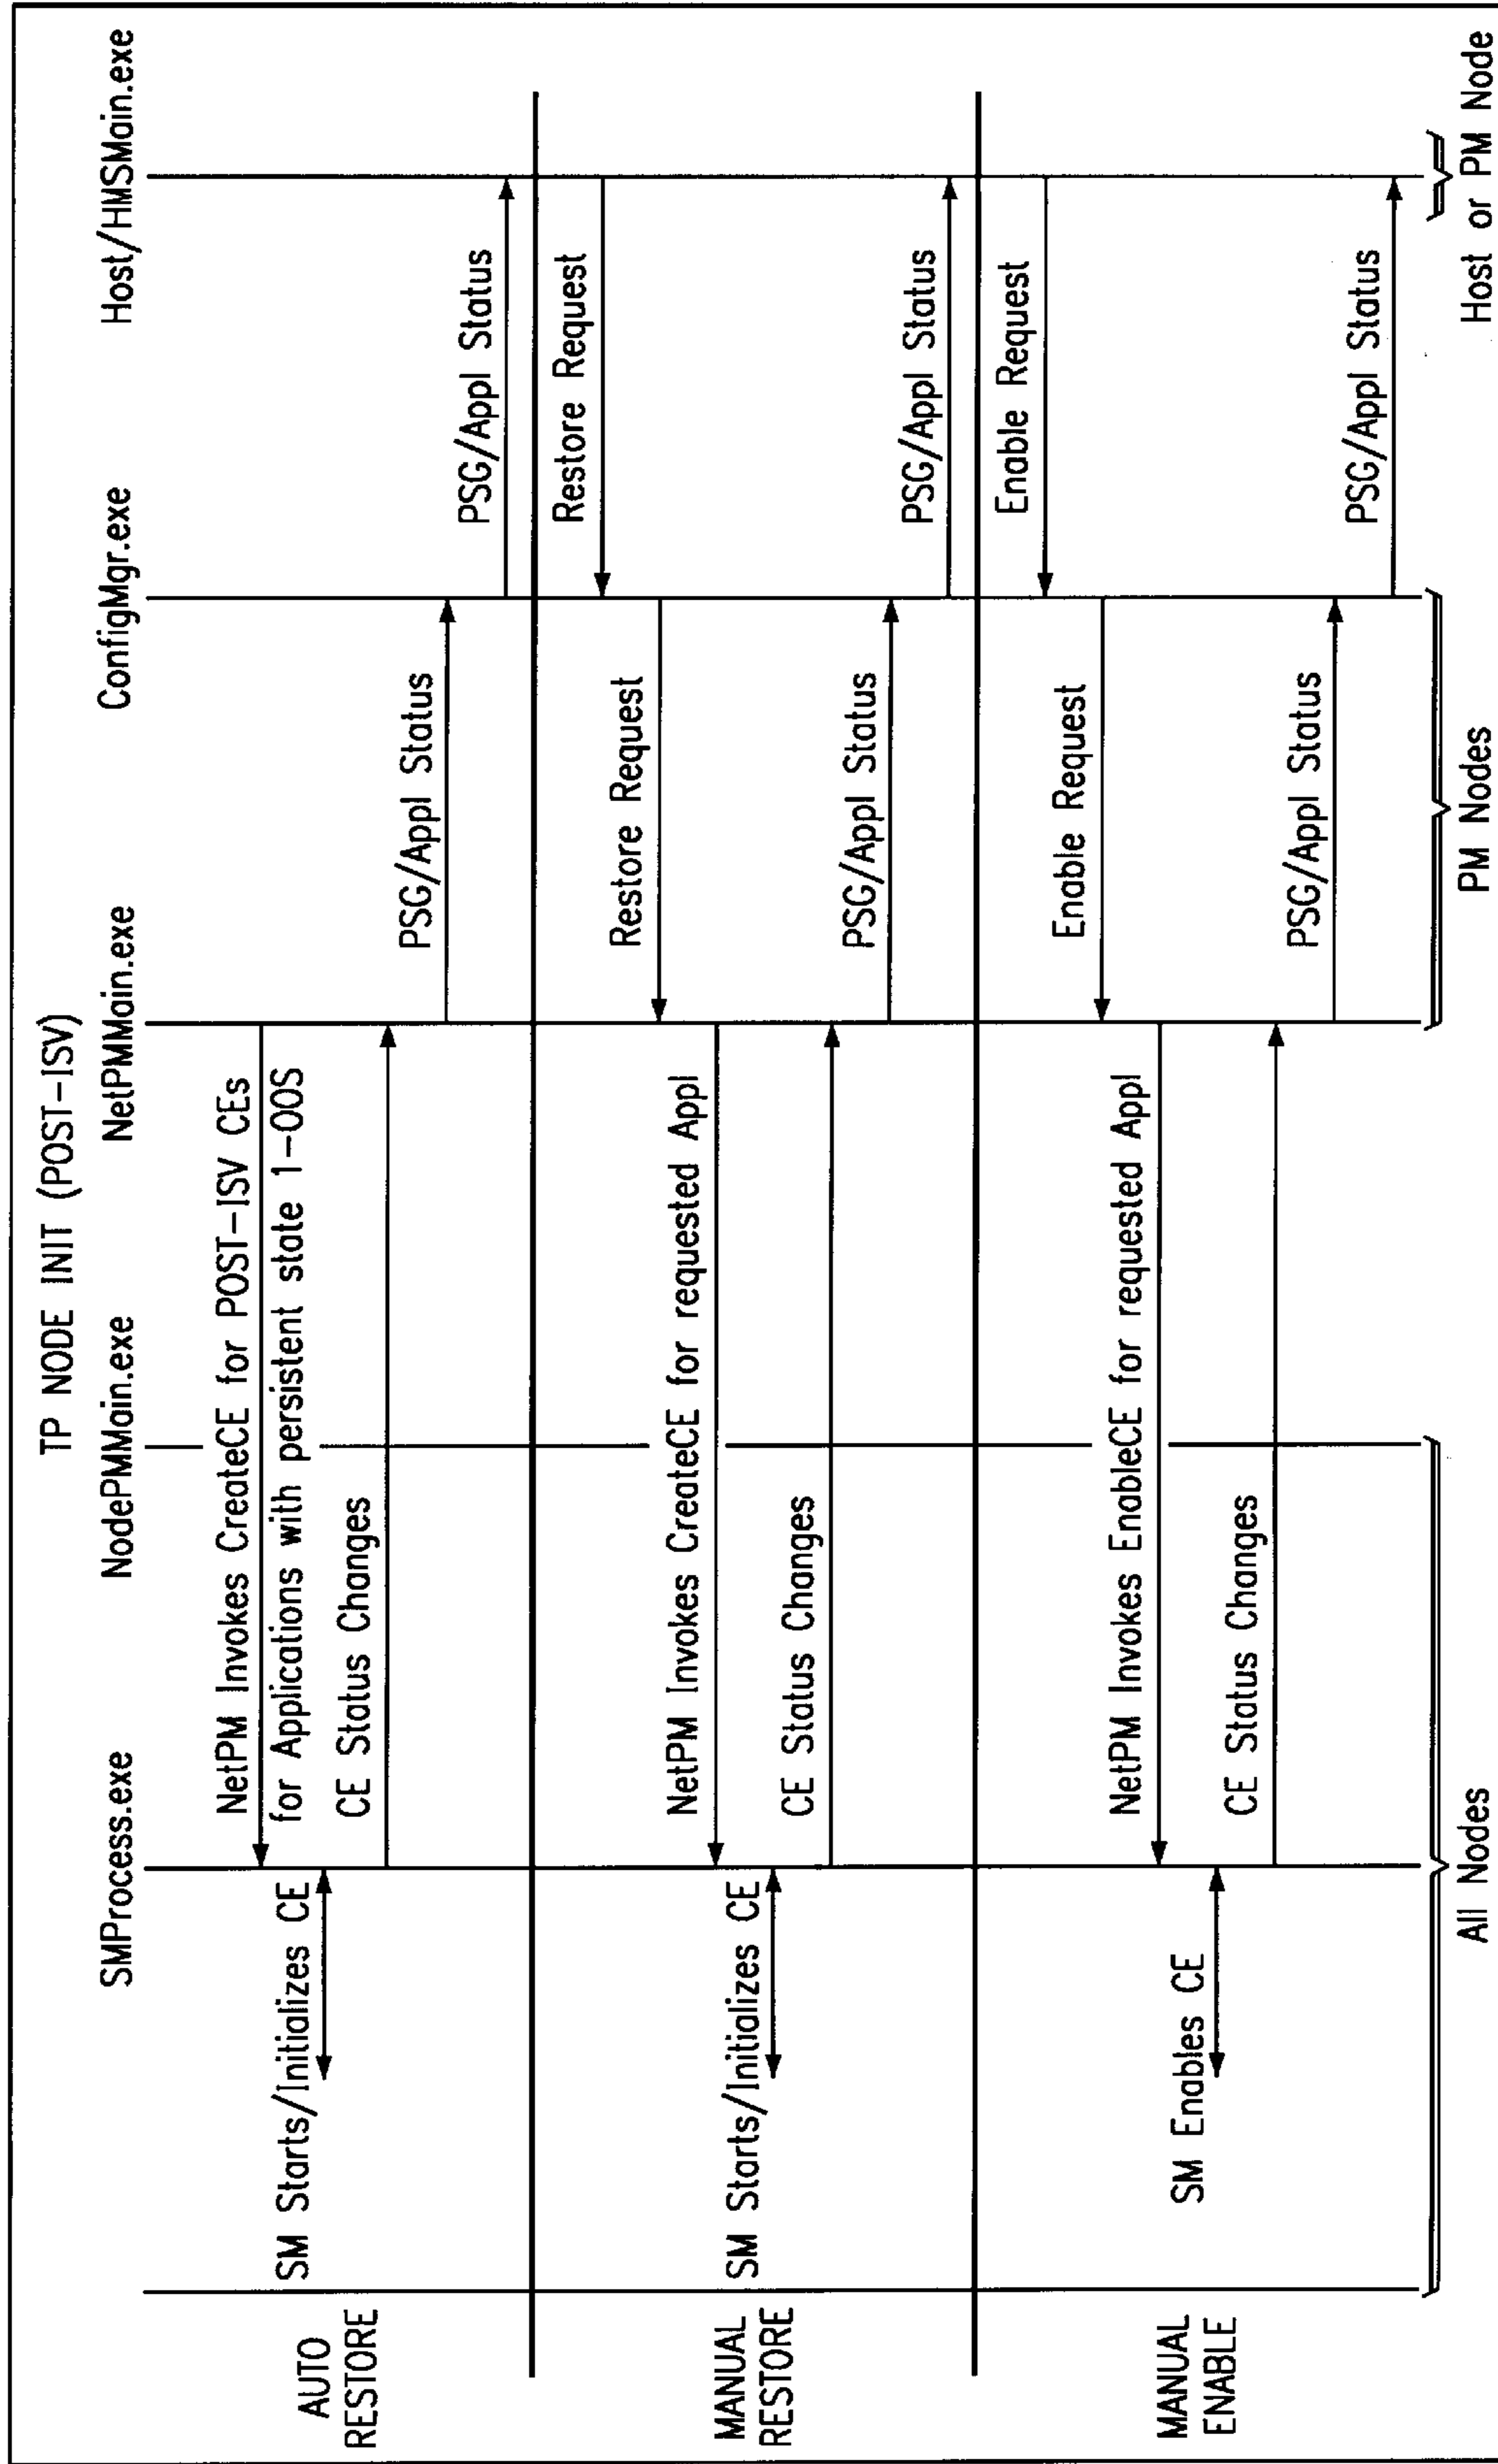 TP NODE INIT (POST-ISV)
SMProcess.exe
NodePMMain.exe
NetPMMain.exe
ConfigMgr.exe
Host/HMSMain.exe
AUTO
RESTORE
NetPM Invokes CreateCE for POST-ISV CEs
for Applications with persistent state 1-OOS
SM Starts/Initializes CE
CE Status Changes
PSG/Appl Status
PSG/Appl Status
MANUAL
RESTORE
Restore Request
Restore Request
NetPM Invokes CreateCE for requested Appl
SM Starts/Initializes CE
CE Status Changes
PSG/Appl Status
PSG/Appl Status
MANUAL
ENABLE
Enable Request
Enable Request
NetPM Invokes EnableCE for requested Appl
SM Enables CE
CE Status Changes
PSG/Appl Status
PSG/Appl Status
All Nodes
PM Nodes
Host or PM Node